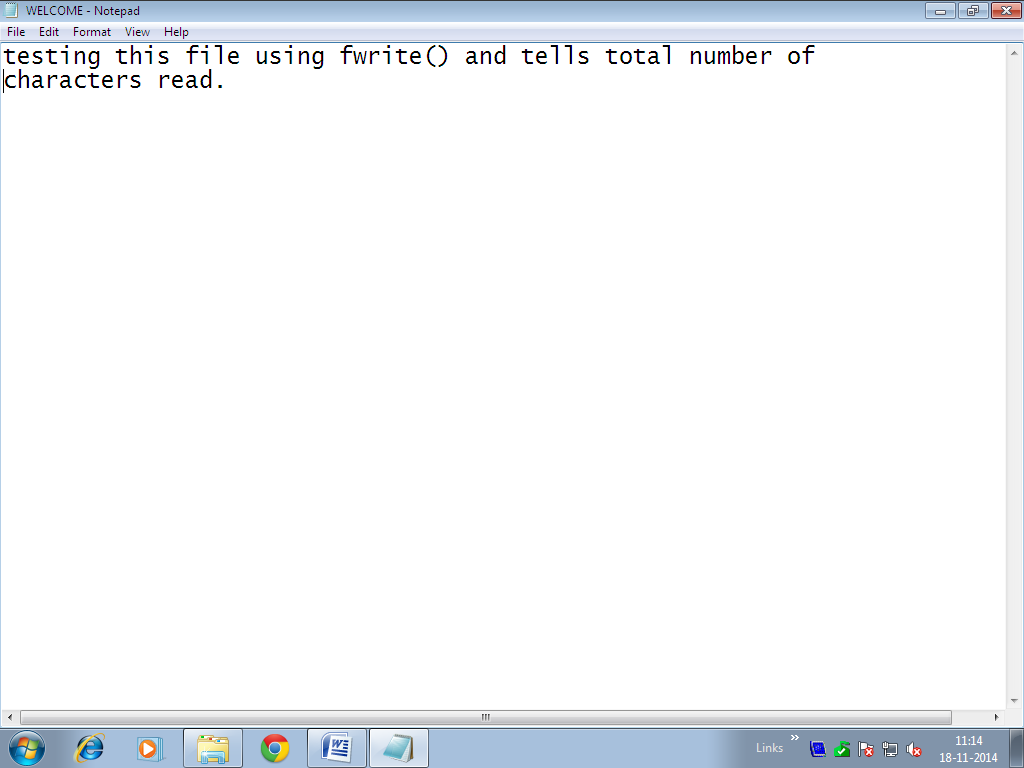 WELCOME - Notepad
File Edit Format View Help
testing this file using fwrite() and tells total number of
characters read.
Links
11:14
18-11-2014